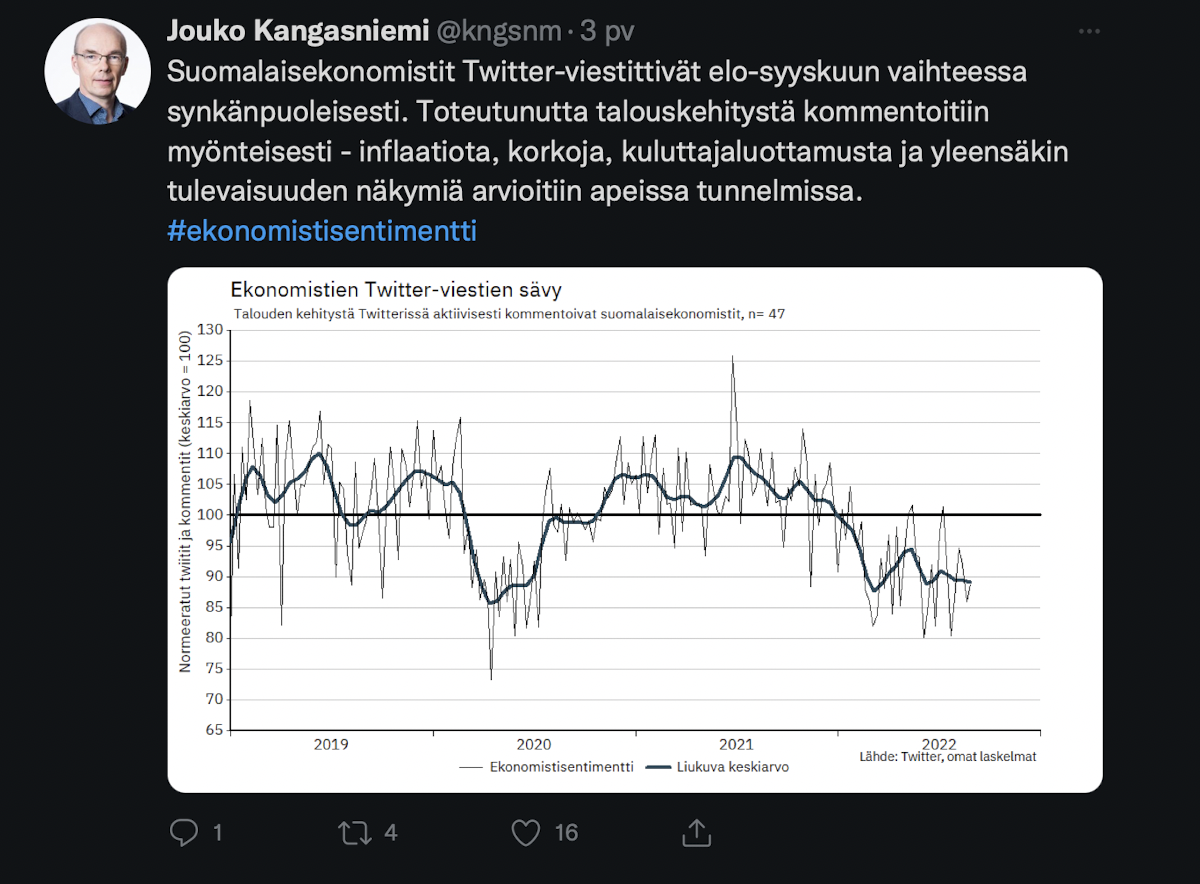 Jouko Kangasniemi @kngsnm · 3 pv
Suomalaisekonomistit Twitter-viestittivät elo-syyskuun vaihteessa
synkänpuoleisesti. Toteutunutta talouskehitystä kommentoitiin
myönteisesti - inflaatiota, korkoja, kuluttajaluottamusta ja yleensäkin
tulevaisuuden näkymiä arvioitiin apeissa tunnelmissa.
#ekonomistisentimentti
Ekonomistien Twitter-viestien sävy
Talouden kehitystä Twitterissä aktiivisesti kommentoivat suomalaisekonomistit, n= 47
Normeeratut twiitit ja kommentit (keskiarvo = 100)
130
125
120
115
110
105
100
95
90
85
80
75
70
65
2019 2020 2021 2022
Lähde: Twitter, omat laskelmat
Ekonomistisentimentti Liukuva keskiarvo
1 4 16